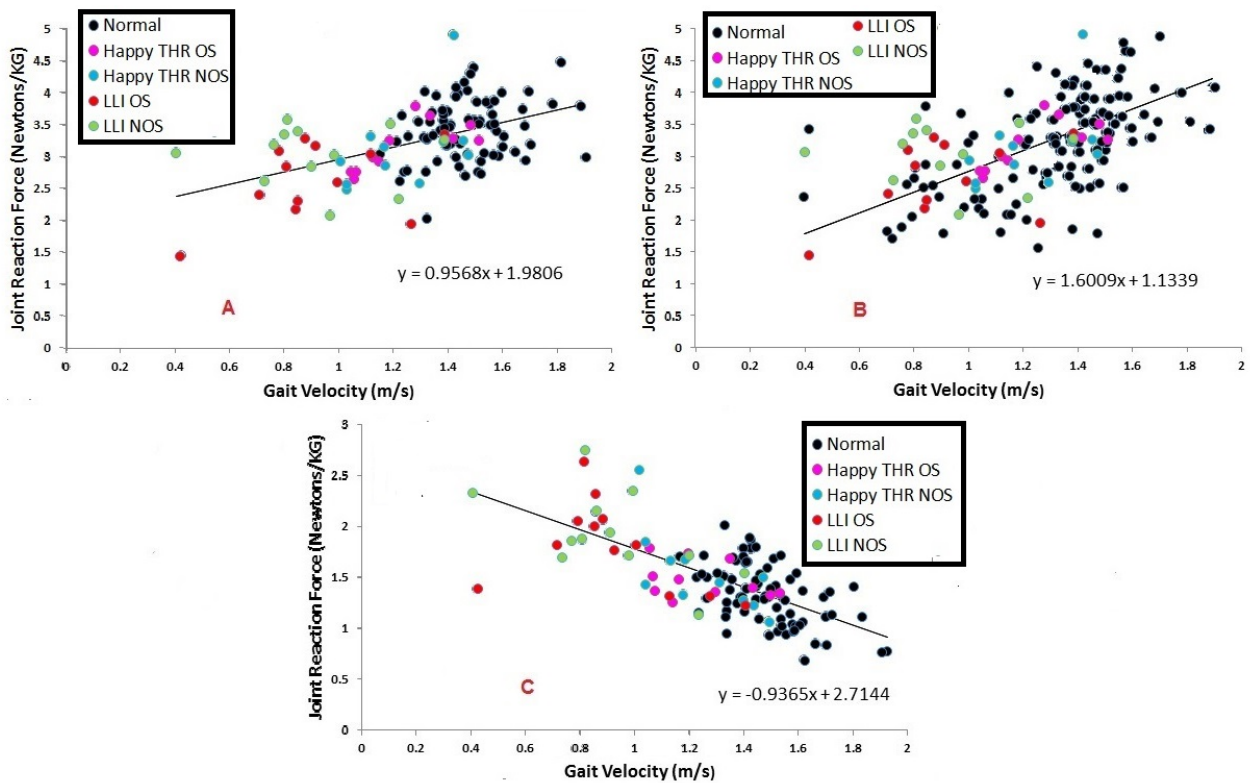 Normal
Happy THR OS
Happy THR NOS
LLI OS
LLI NOS
Joint Reaction Force (Newtons/KG)
5
4.5
4
3.5
3
2.5
2
1.5
1
0.5
0
y = 0.9568x + 1.9806
A
0 0.2 0.4 0.6 0.8 1 1.2 1.4 1.6 1.8 2
Gait Velocity (m/s)
Normal
Happy THR OS
Happy THR NOS
LLI OS
LLI NOS
Joint Reaction Force (Newtons/KG)
5
4.5
4
3.5
3
2.5
2
1.5
1
0.5
0
y = 1.6009x + 1.1339
B
0 0.2 0.4 0.6 0.8 1 1.2 1.4 1.6 1.8 2
Gait Velocity (m/s)
Joint Reaction Force (Newtons/KG)
3
2.5
2
1.5
1
0.5
0
Normal
Happy THR OS
Happy THR NOS
LLI OS
LLI NOS
C
y = -0.9365x + 2.7144
0 0.2 0.4 0.6 0.8 1 1.2 1.4 1.6 1.8 2
Gait Velocity (m/s)